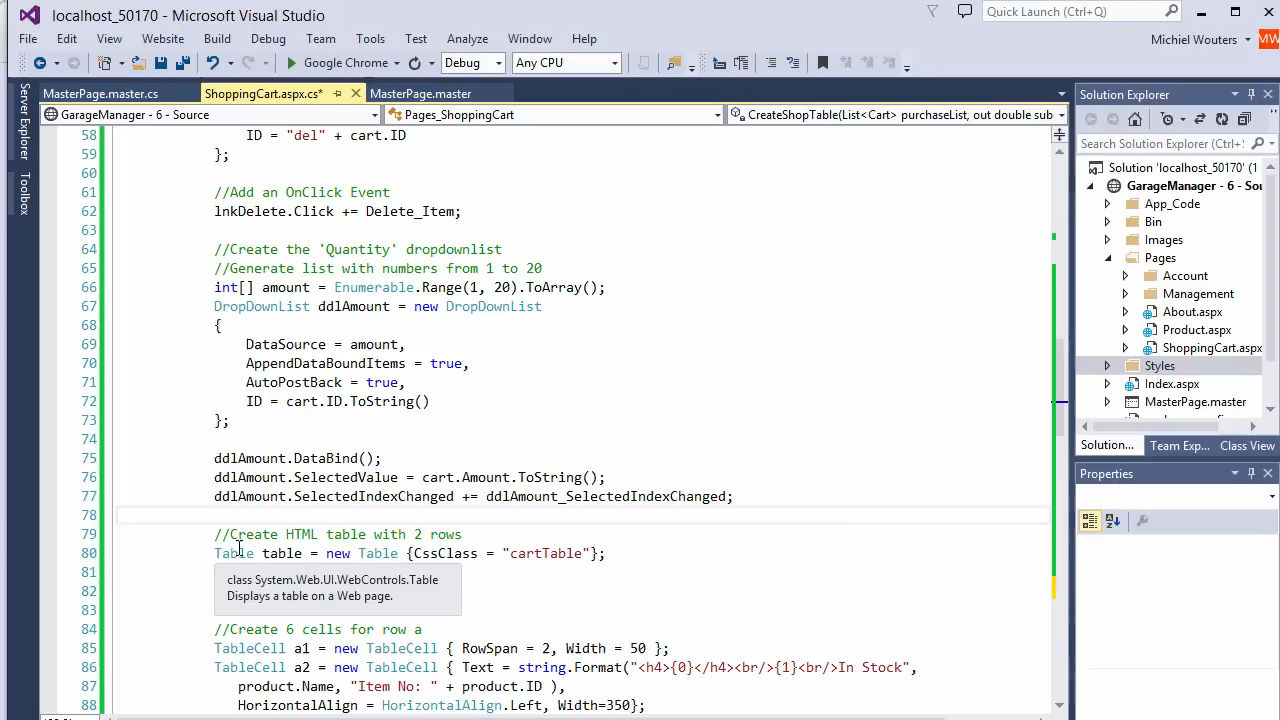 localhost_50170 - Microsoft Visual Studio
Quick Launch (Ctrl+Q)
File Edit View Website Build Debug Team Tools Test Analyze Window Help
Michiel Wouters MW
Google Chrome Debug Any CPU
MasterPage.master.cs ShoppingCart.aspx.cs* MasterPage.master
GarageManager - 6 - Source Pages_ShoppingCart CreateShopTable(List<Cart> purchaseList, out double sub
Server Explorer
Toolbox
58 ID = "del" + cart.ID
59 };
60
61 //Add an OnClick Event
62 lnkDelete.Click += Delete_Item;
63
64 //Create the 'Quantity' dropdownlist
65 //Generate list with numbers from 1 to 20
66 int[] amount = Enumerable.Range(1, 20).ToArray();
67 DropDownList ddlAmount = new DropDownList
68 {
69 DataSource = amount,
70 AppendDataBoundItems = true,
71 AutoPostBack = true,
72 ID = cart.ID.ToString()
73 };
74
75 ddlAmount.DataBind();
76 ddlAmount.SelectedValue = cart.Amount.ToString();
77 ddlAmount.SelectedIndexChanged += ddlAmount_SelectedIndexChanged;
78
79 //Create HTML table with 2 rows
80 Table table = new Table {CssClass = "cartTable"};
81
class System.Web.UI.WebControls.Table
82
Displays a table on a Web page.
83
84 //Create 6 cells for row a
85 TableCell a1 = new TableCell { RowSpan = 2, Width = 50 };
86 TableCell a2 = new TableCell { Text = string.Format("<h4>{0}</h4><br/>{1}<br/>In Stock",
87 product.Name, "Item No: " + product.ID ),
88 HorizontalAlign = HorizontalAlign.Left, Width=350};
Solution Explorer
Search Solution Explorer (Ctrl+
Solution 'localhost_50170' (1
GarageManager - 6 - Sou
App_Code
Bin
Images
Pages
Account
Management
About.aspx
Product.aspx
ShoppingCart.aspx
Styles
Index.aspx
MasterPage.master
Solution... Team Exp... Class View
Properties